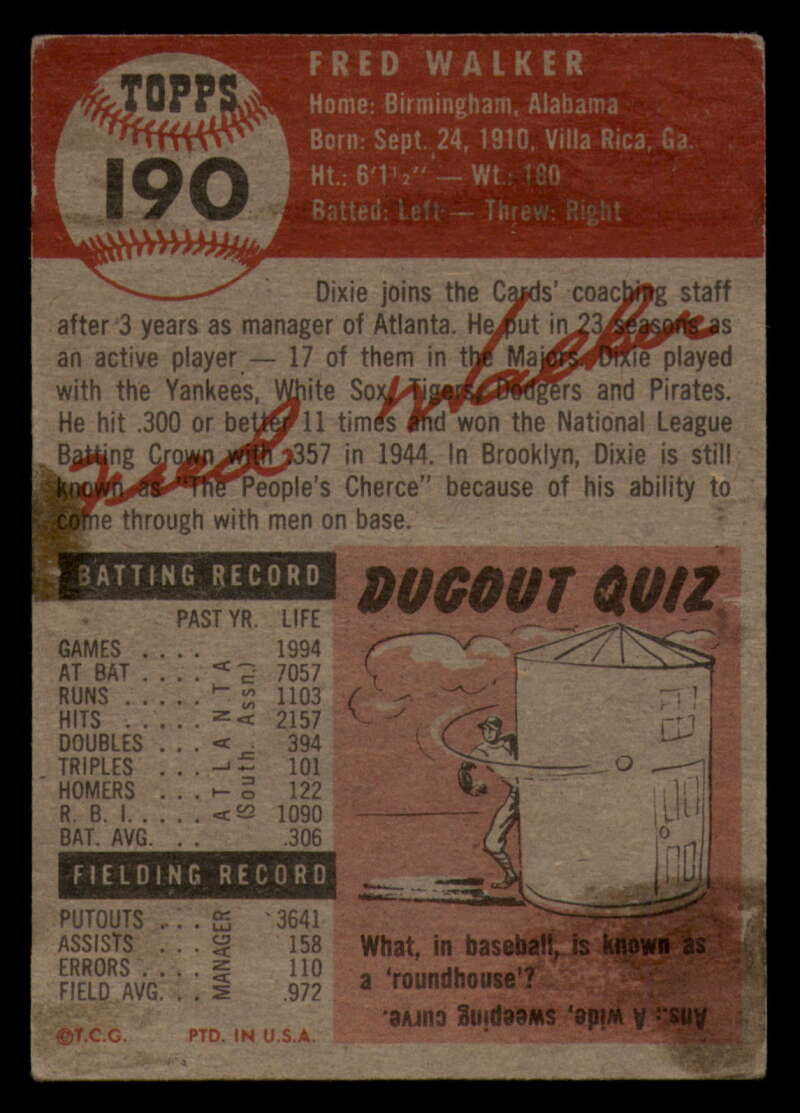 TOPPS
190
FRED WALKER
Home: Birmingham, Alabama
Born: Sept. 24, 1910, Villa Rica, Ga.
Ht.: 6'1½" — Wt.: 180
Batted: Left — Threw: Right
Dixie joins the Cards' coaching staff
after 3 years as manager of Atlanta. He put in 23 seasons as
an active player — 17 of them in the Majors. Dixie played
with the Yankees, White Sox, Tigers, Dodgers and Pirates.
He hit .300 or better 11 times and won the National League
Batting Crown with .357 in 1944. In Brooklyn, Dixie is still
known as "The People's Cherce" because of his ability to
come through with men on base.
Fred Walker
BATTING RECORD
PAST YR. LIFE
GAMES . . . . 1994
AT BAT . . . . 7057
RUNS . . . . . 1103
HITS . . . . . 2157
DOUBLES . . . 394
TRIPLES . . . 101
HOMERS . . . 122
R. B. I. . . . . 1090
BAT. AVG. . . .306
ATLANTA
(South. Assn.)
FIELDING RECORD
PUTOUTS . . . 3641
ASSISTS . . . 158
ERRORS . . . . 110
FIELD AVG. . . .972
MANAGER
©T.C.G. PTD. IN U.S.A.
DUGOUT QUIZ
What, in baseball, is known as
a 'roundhouse'?
Ans.: A wide, sweeping curve.